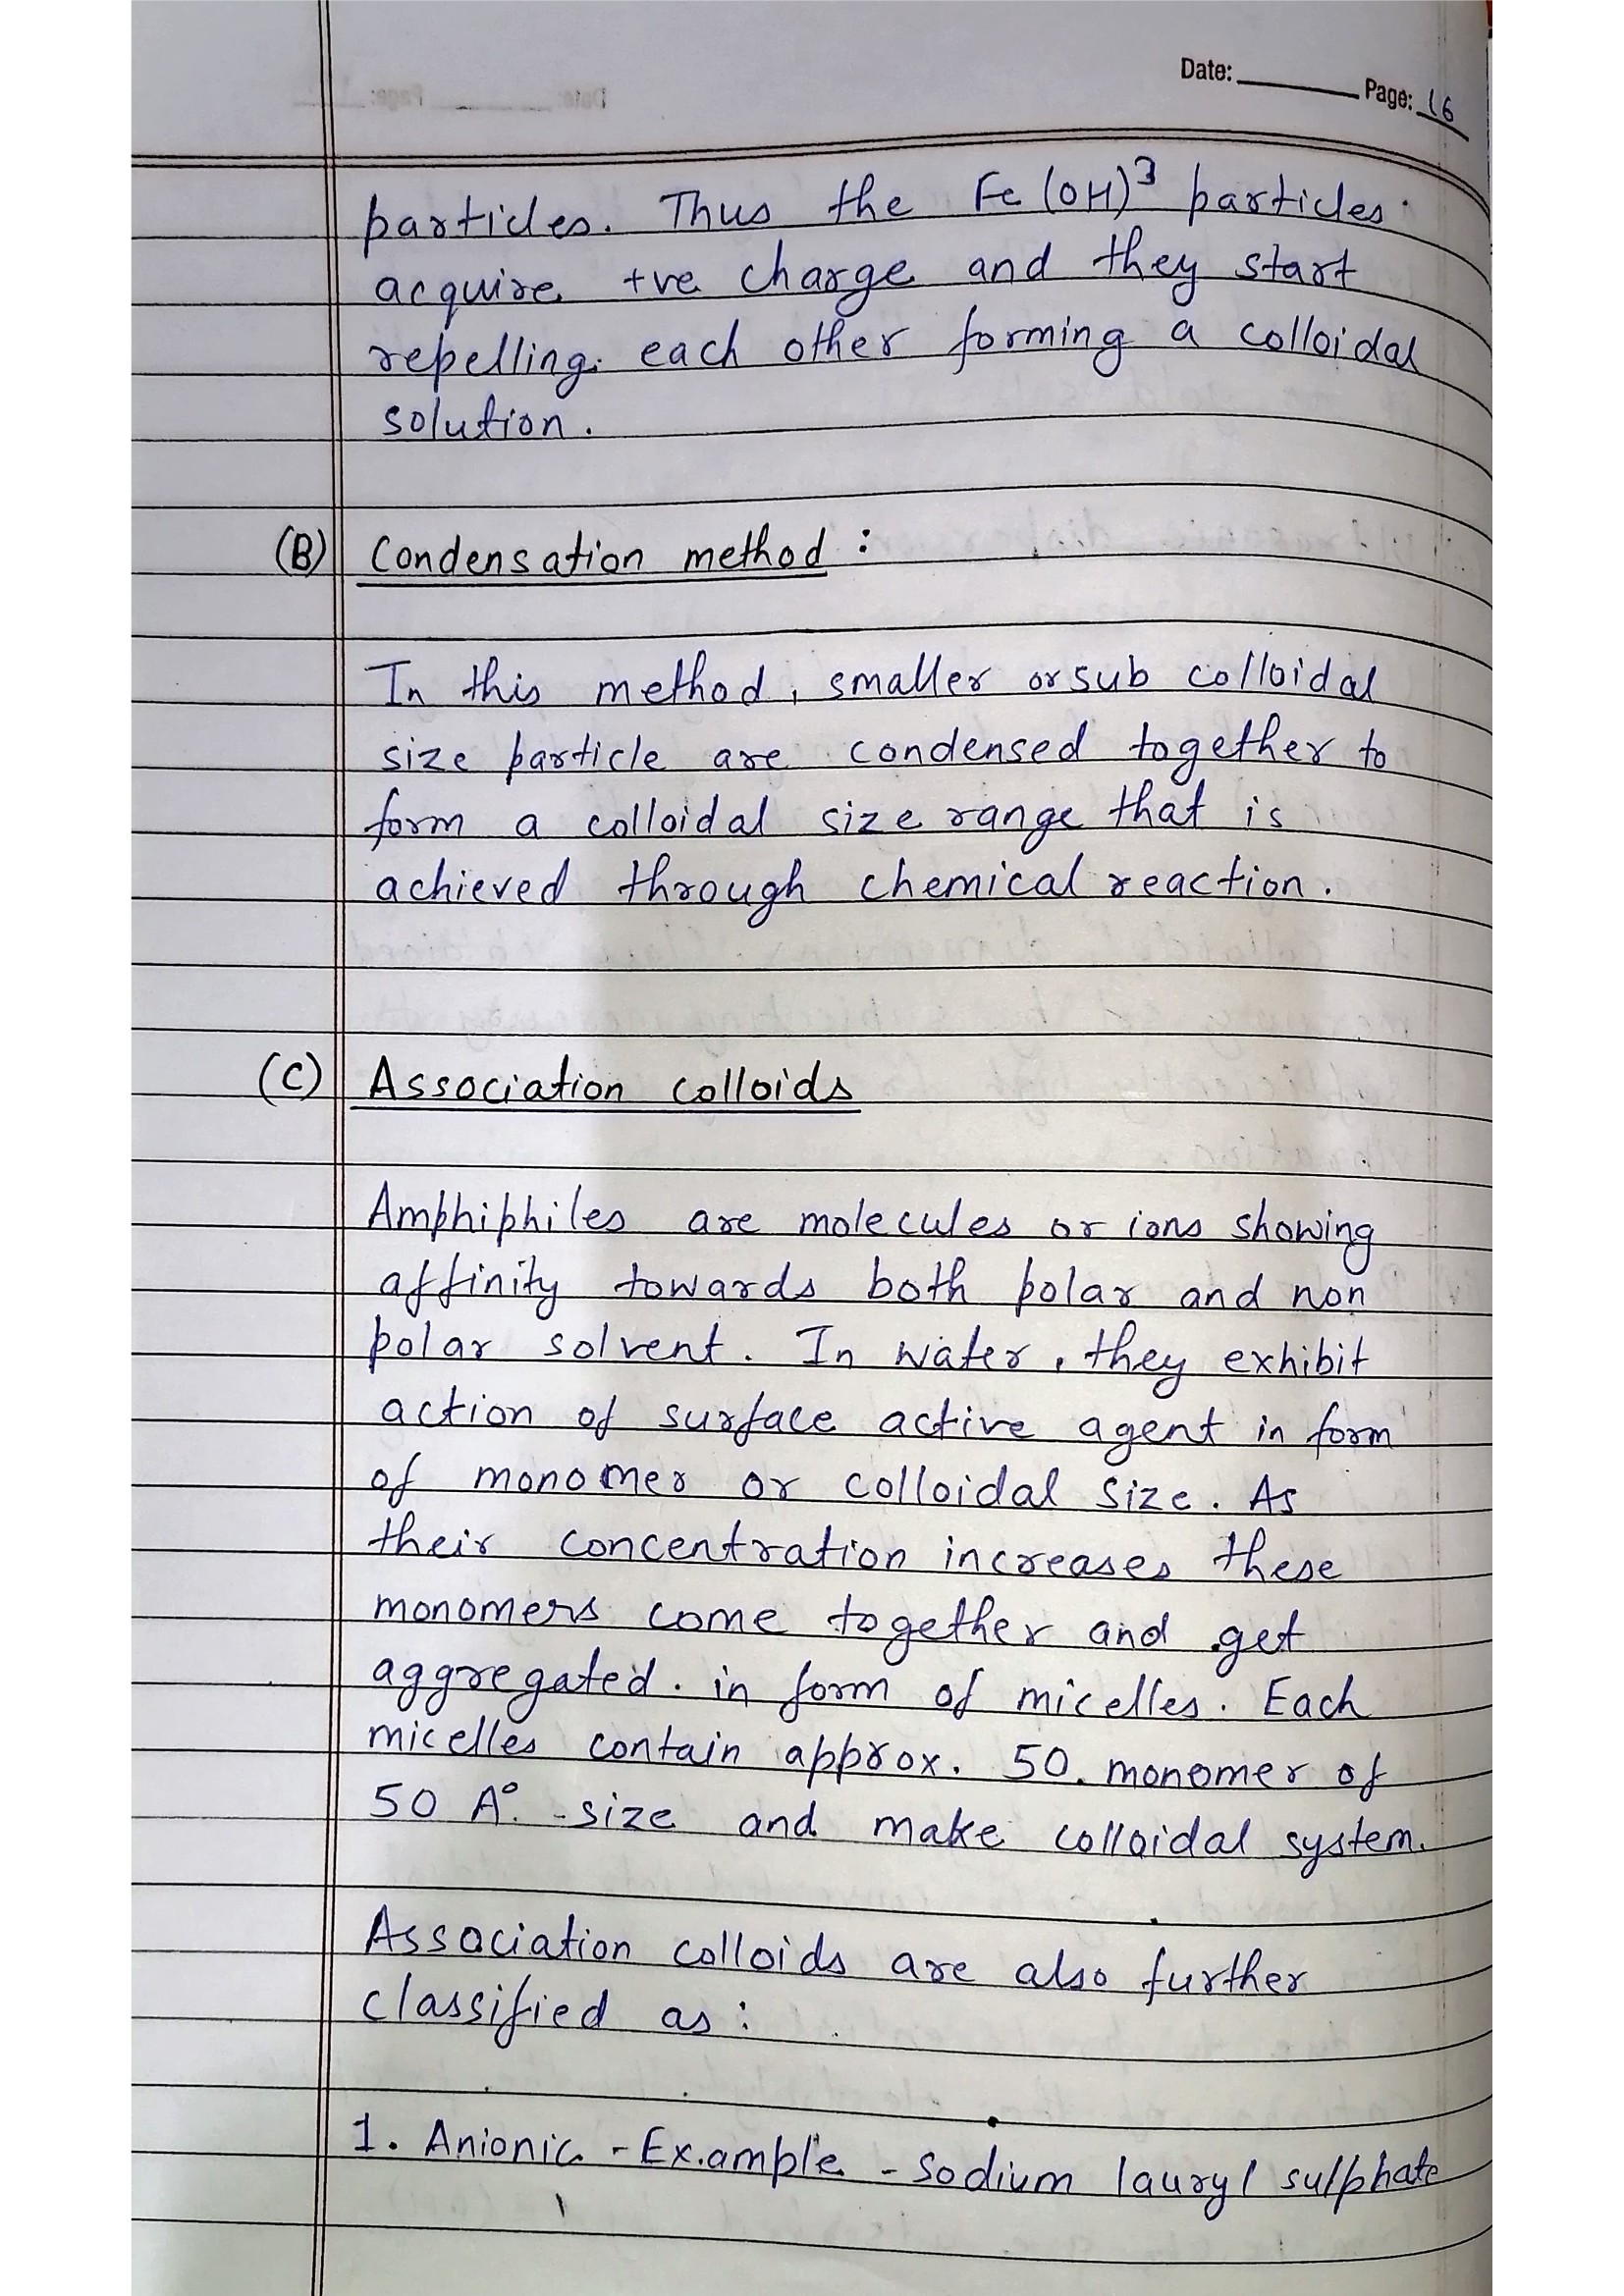 Date: Page: 16
particles. Thus the Fe(OH)³ particles
acquire +ve charge and they start
repelling each other forming a colloidal
solution.
(B) Condensation method :
In this method, smaller or sub colloidal
size particle are condensed together to
form a colloidal size range that is
achieved through chemical reaction.
(C) Association colloids
Amphiphiles are molecules or ions showing
affinity towards both polar and non
polar solvent. In water, they exhibit
action of surface active agent in form
of monomer or colloidal size. As
their concentration increases these
monomers come together and get
aggregated in form of micelles. Each
micelles contain approx. 50 monomer of
50 A° size and make colloidal system.
Association colloids are also further
classified as :
1. Anionic - Example - Sodium lauryl sulphate